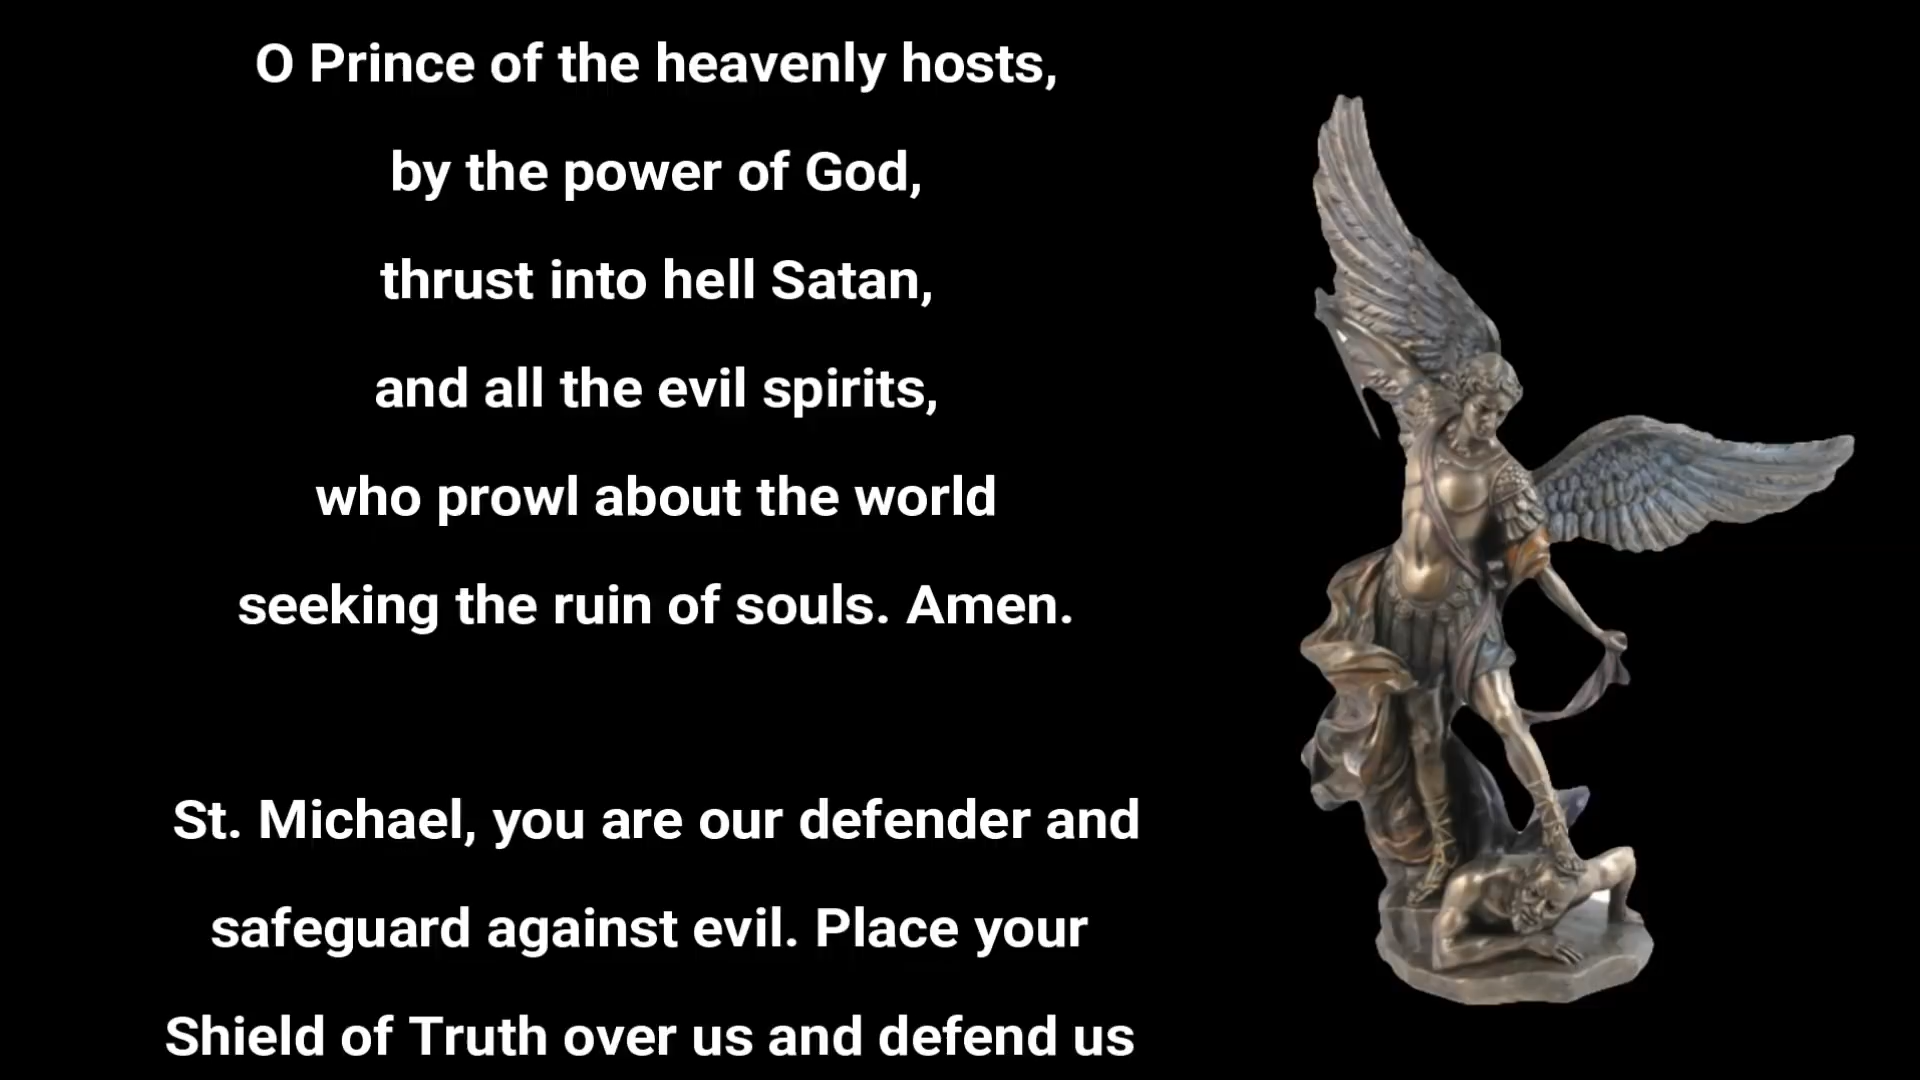 O Prince of the heavenly hosts,
by the power of God,
thrust into hell Satan,
and all the evil spirits,
who prowl about the world
seeking the ruin of souls. Amen.
St. Michael, you are our defender and
safeguard against evil. Place your
Shield of Truth over us and defend us